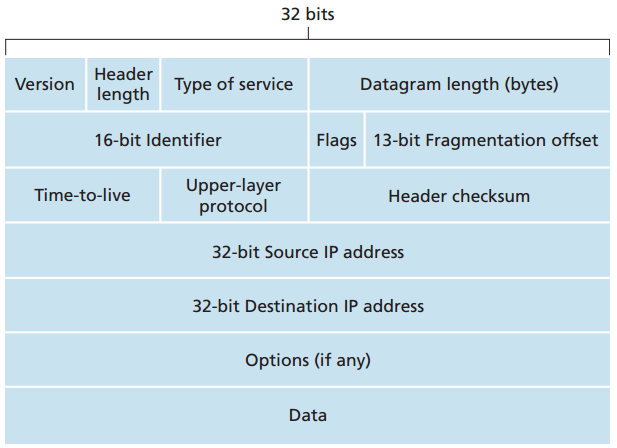 32 bits
Version
Header
length
Type of service
Datagram length (bytes)
16-bit Identifier
Flags
13-bit Fragmentation offset
Time-to-live
Upper-layer
protocol
Header checksum
32-bit Source IP address
32-bit Destination IP address
Options (if any)
Data